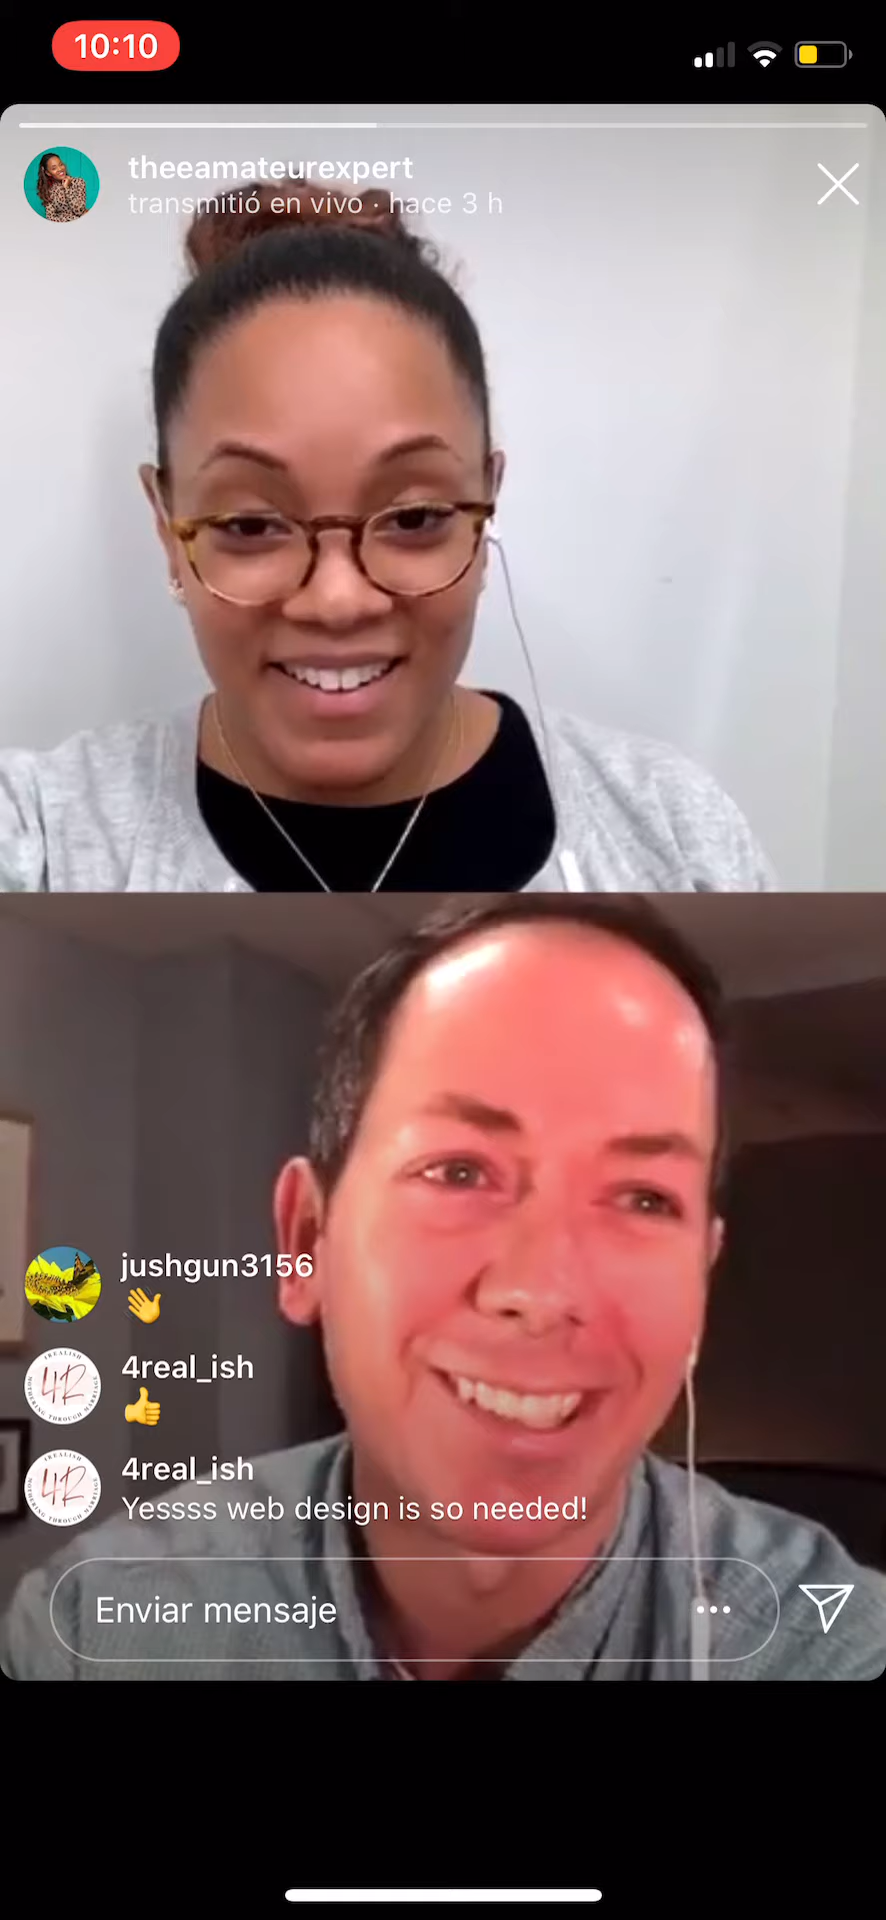 10:10
theeamateurexpert
transmitió en vivo · hace 3 h
jushgun3156
4real_ish
4real_ish
Yessss web design is so needed!
Enviar mensaje